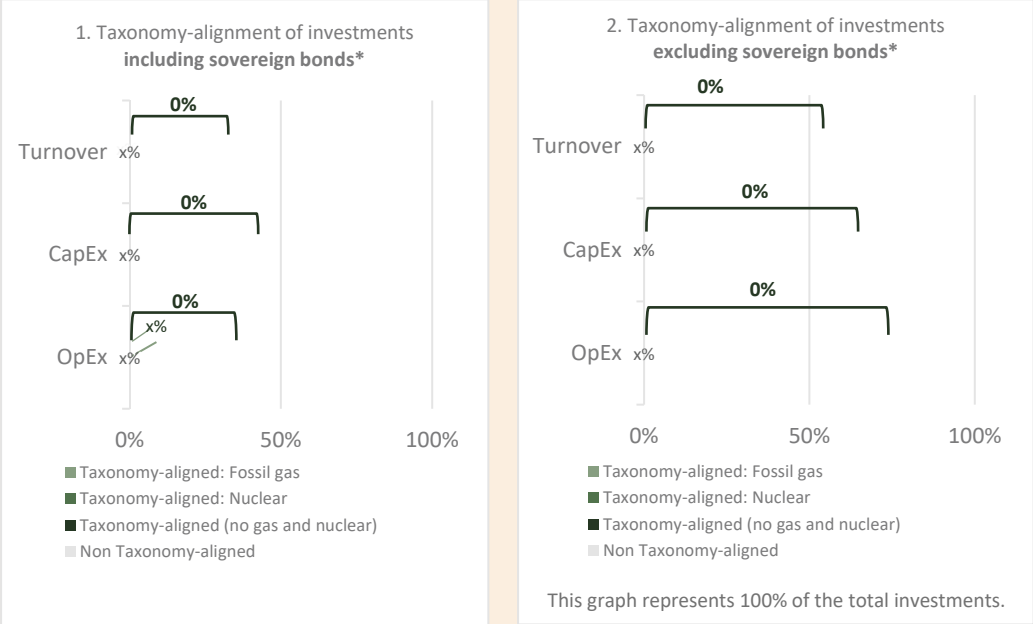 1. Taxonomy-alignment of investments
including sovereign bonds*
0%
Turnover x%
0%
CapEx x%
0%
x%
OpEx x%
0% 50% 100%
Taxonomy-aligned: Fossil gas
Taxonomy-aligned: Nuclear
Taxonomy-aligned (no gas and nuclear)
Non Taxonomy-aligned
2. Taxonomy-alignment of investments
excluding sovereign bonds*
0%
Turnover x%
0%
CapEx x%
0%
OpEx x%
0% 50% 100%
Taxonomy-aligned: Fossil gas
Taxonomy-aligned: Nuclear
Taxonomy-aligned (no gas and nuclear)
Non Taxonomy-aligned
This graph represents 100% of the total investments.